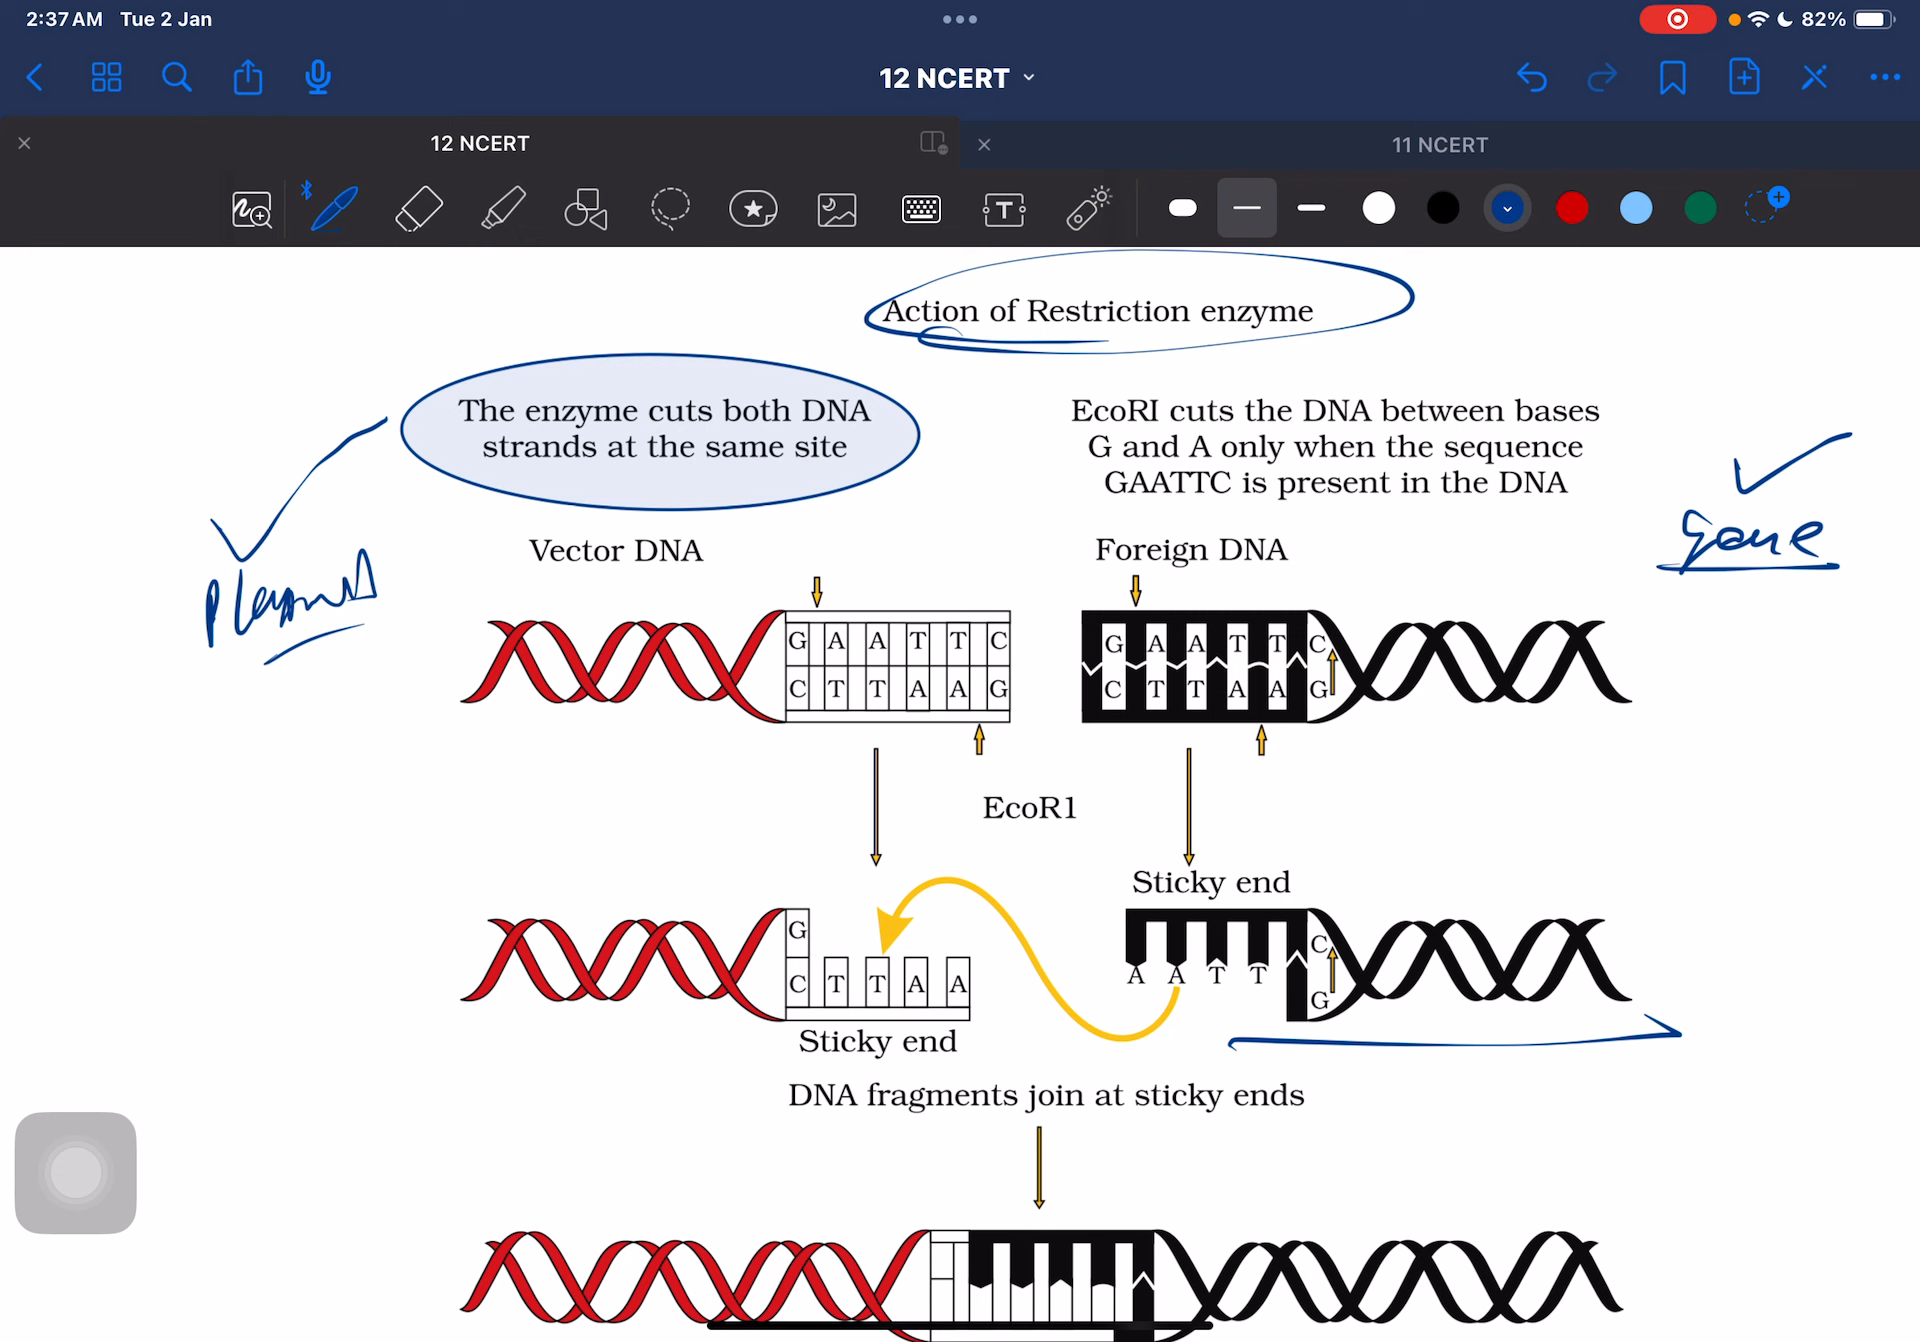 2:37 AM Tue 2 Jan
82%
12 NCERT
12 NCERT
11 NCERT
Action of Restriction enzyme
The enzyme cuts both DNA
strands at the same site
EcoRI cuts the DNA between bases
G and A only when the sequence
GAATTC is present in the DNA
Gene
Vector DNA
Foreign DNA
G A A T T C
C T T A A G
G A A T T C
C T T A A G
EcoR1
Sticky end
G
C T T A A
C
A A T T
G
Sticky end
DNA fragments join at sticky ends